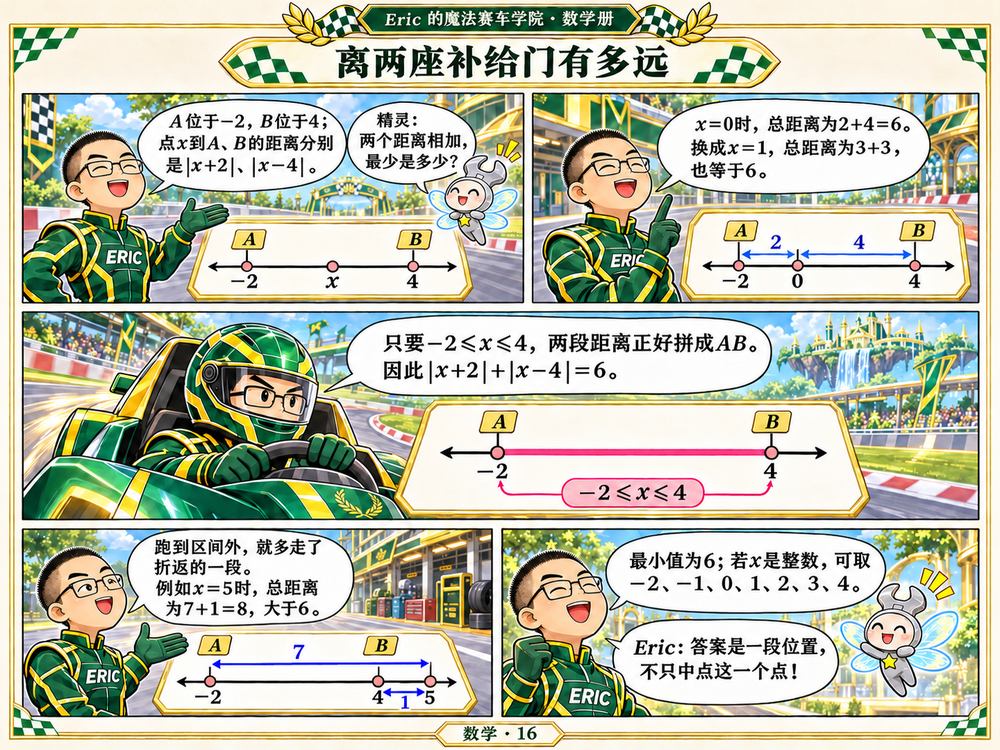 Eric 的魔法赛车学院·数学册
离两座补给门有多远
A位于−2，B位于4；
点x到A、B的距离分别
是|x+2|、|x−4|。
精灵：
两个距离相加，
最少是多少？
ERIC
A
B
−2
x
4
x=0时，总距离为2+4=6。
换成x=1，总距离为3+3，
也等于6。
ERIC
A
B
2
4
−2
0
4
只要−2⩽x⩽4，两段距离正好拼成AB。
因此|x+2|+|x−4|=6。
A
B
−2
4
−2⩽x⩽4
跑到区间外，就多走了
折返的一段。
例如x=5时，总距离
为7+1=8，大于6。
ERIC
A
B
7
−2
4
5
1
最小值为6；若x是整数，可取
−2、−1、0、1、2、3、4。
Eric：答案是一段位置，
不只中点这一个点！
ERIC
数学·16